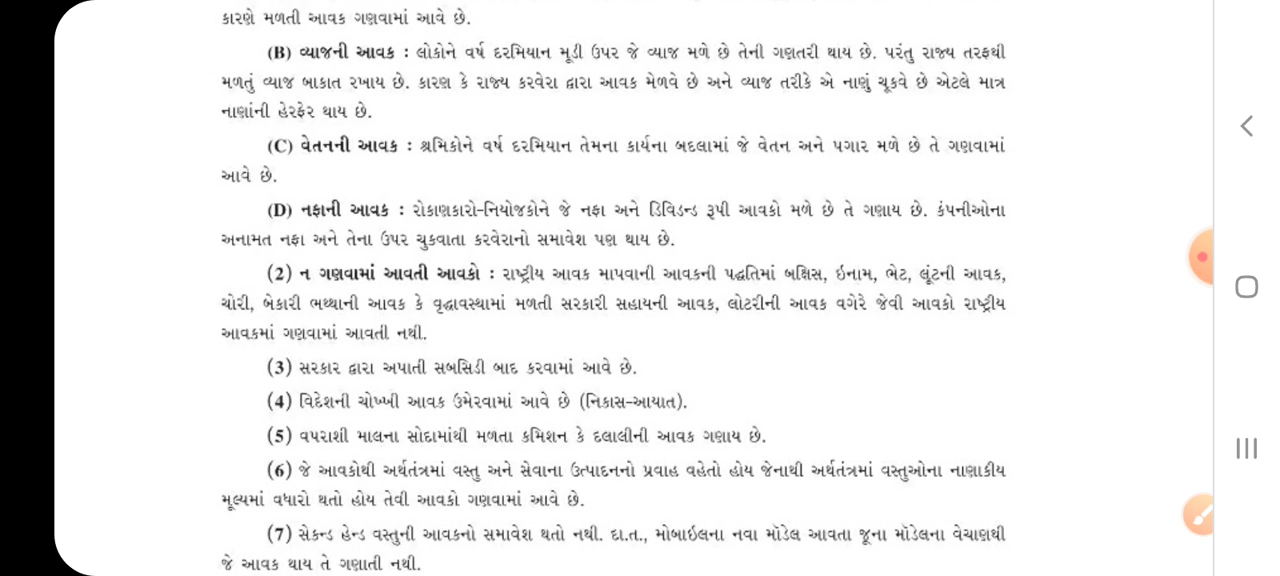 કારણે મળતી આવક ગણવામાં આવે છે.
(B) વ્યાજની આવક : લોકોને વર્ષ દરમિયાન મૂડી ઉપર જે વ્યાજ મળે છે તેની ગણતરી થાય છે. પરંતુ રાજ્ય તરફથી
મળતું વ્યાજ બાકાત રખાય છે. કારણ કે રાજ્ય કરવેરા દ્વારા આવક મેળવે છે અને વ્યાજ તરીકે એ નાણું ચૂકવે છે એટલે માત્ર
નાણાંની હેરફેર થાય છે.
(C) વેતનની આવક : શ્રમિકોને વર્ષ દરમિયાન તેમના કાર્યના બદલામાં જે વેતન અને પગાર મળે છે તે ગણવામાં
આવે છે.
(D) નફાની આવક : રોકાણકારો-નિયોજકોને જે નફા અને ડિવિડન્ડ રૂપી આવકો મળે છે તે ગણાય છે. કંપનીઓના
અનામત નફા અને તેના ઉપર ચુકવાતા કરવેરાનો સમાવેશ પણ થાય છે.
(2) ન ગણવામાં આવતી આવકો : રાષ્ટ્રીય આવક માપવાની આવકની પદ્ધતિમાં બક્ષિસ, ઇનામ, ભેટ, લૂંટની આવક,
ચોરી, બેકારી ભથ્થાની આવક કે વૃદ્ધાવસ્થામાં મળતી સરકારી સહાયની આવક, લોટરીની આવક વગેરે જેવી આવકો રાષ્ટ્રીય
આવકમાં ગણવામાં આવતી નથી.
(3) સરકાર દ્વારા અપાતી સબસિડી બાદ કરવામાં આવે છે.
(4) વિદેશની ચોખ્ખી આવક ઉમેરવામાં આવે છે (નિકાસ-આયાત).
(5) વપરાશી માલના સોદામાંથી મળતા કમિશન કે દલાલીની આવક ગણાય છે.
(6) જે આવકોથી અર્થતંત્રમાં વસ્તુ અને સેવાના ઉત્પાદનનો પ્રવાહ વહેતો હોય જેનાથી અર્થતંત્રમાં વસ્તુઓના નાણાકીય
મૂલ્યમાં વધારો થતો હોય તેવી આવકો ગણવામાં આવે છે.
(7) સેકન્ડ હેન્ડ વસ્તુની આવકનો સમાવેશ થતો નથી. દા.ત., મોબાઇલના નવા મૉડેલ આવતા જૂના મૉડેલના વેચાણથી
જે આવક થાય તે ગણાતી નથી.